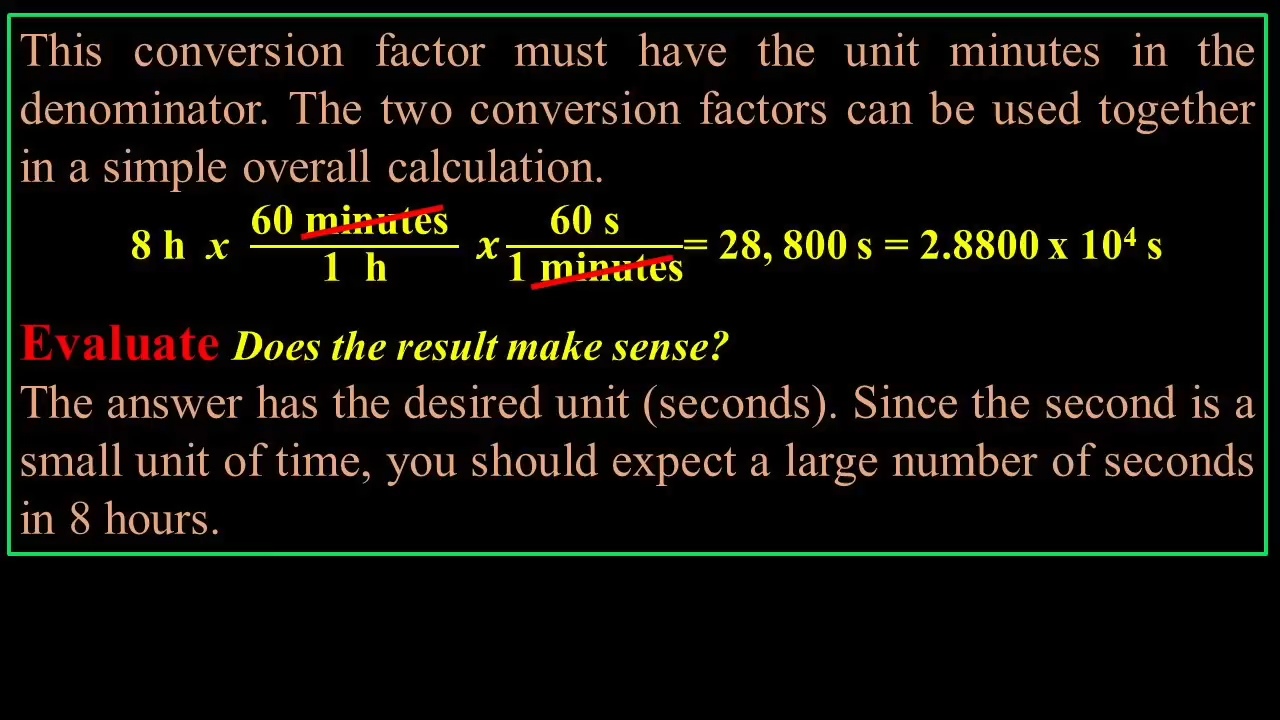 This conversion factor must have the unit minutes in the
denominator. The two conversion factors can be used together
in a simple overall calculation.
8 h x 60 minutes / 1 h x 60 s / 1 minutes = 28, 800 s = 2.8800 x 10⁴ s
Evaluate Does the result make sense?
The answer has the desired unit (seconds). Since the second is a
small unit of time, you should expect a large number of seconds
in 8 hours.